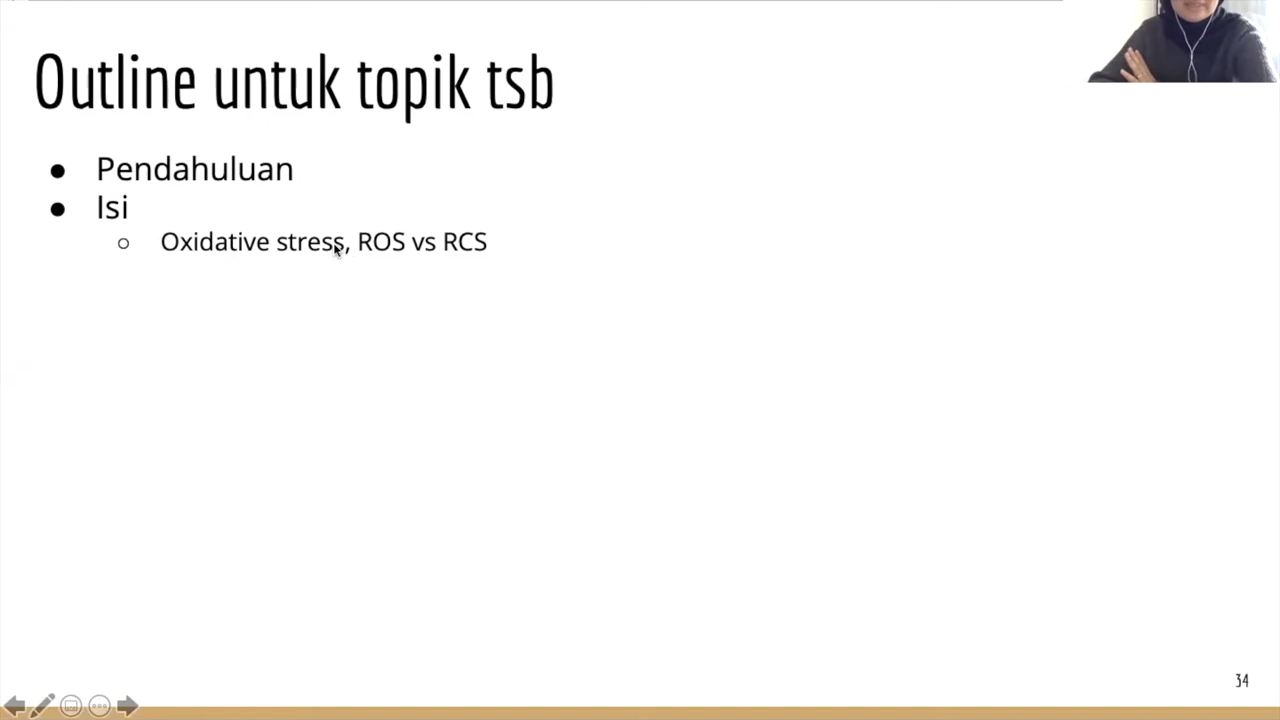 Outline untuk topik tsb
● Pendahuluan
● Isi
○ Oxidative stress, ROS vs RCS
34